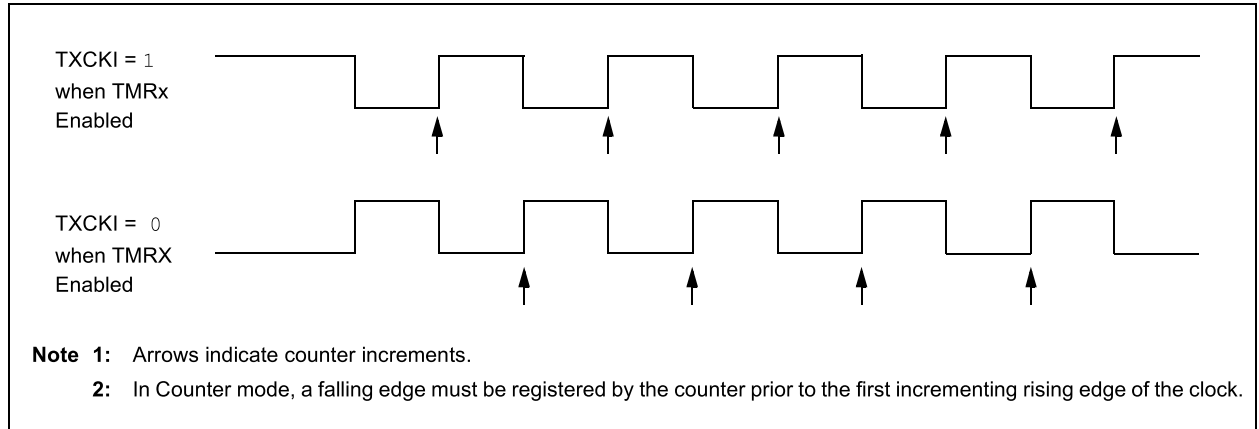 TXCKI = 1
when TMRx
Enabled
TXCKI = 0
when TMRX
Enabled
Note 1: Arrows indicate counter increments.
2: In Counter mode, a falling edge must be registered by the counter prior to the first incrementing rising edge of the clock.